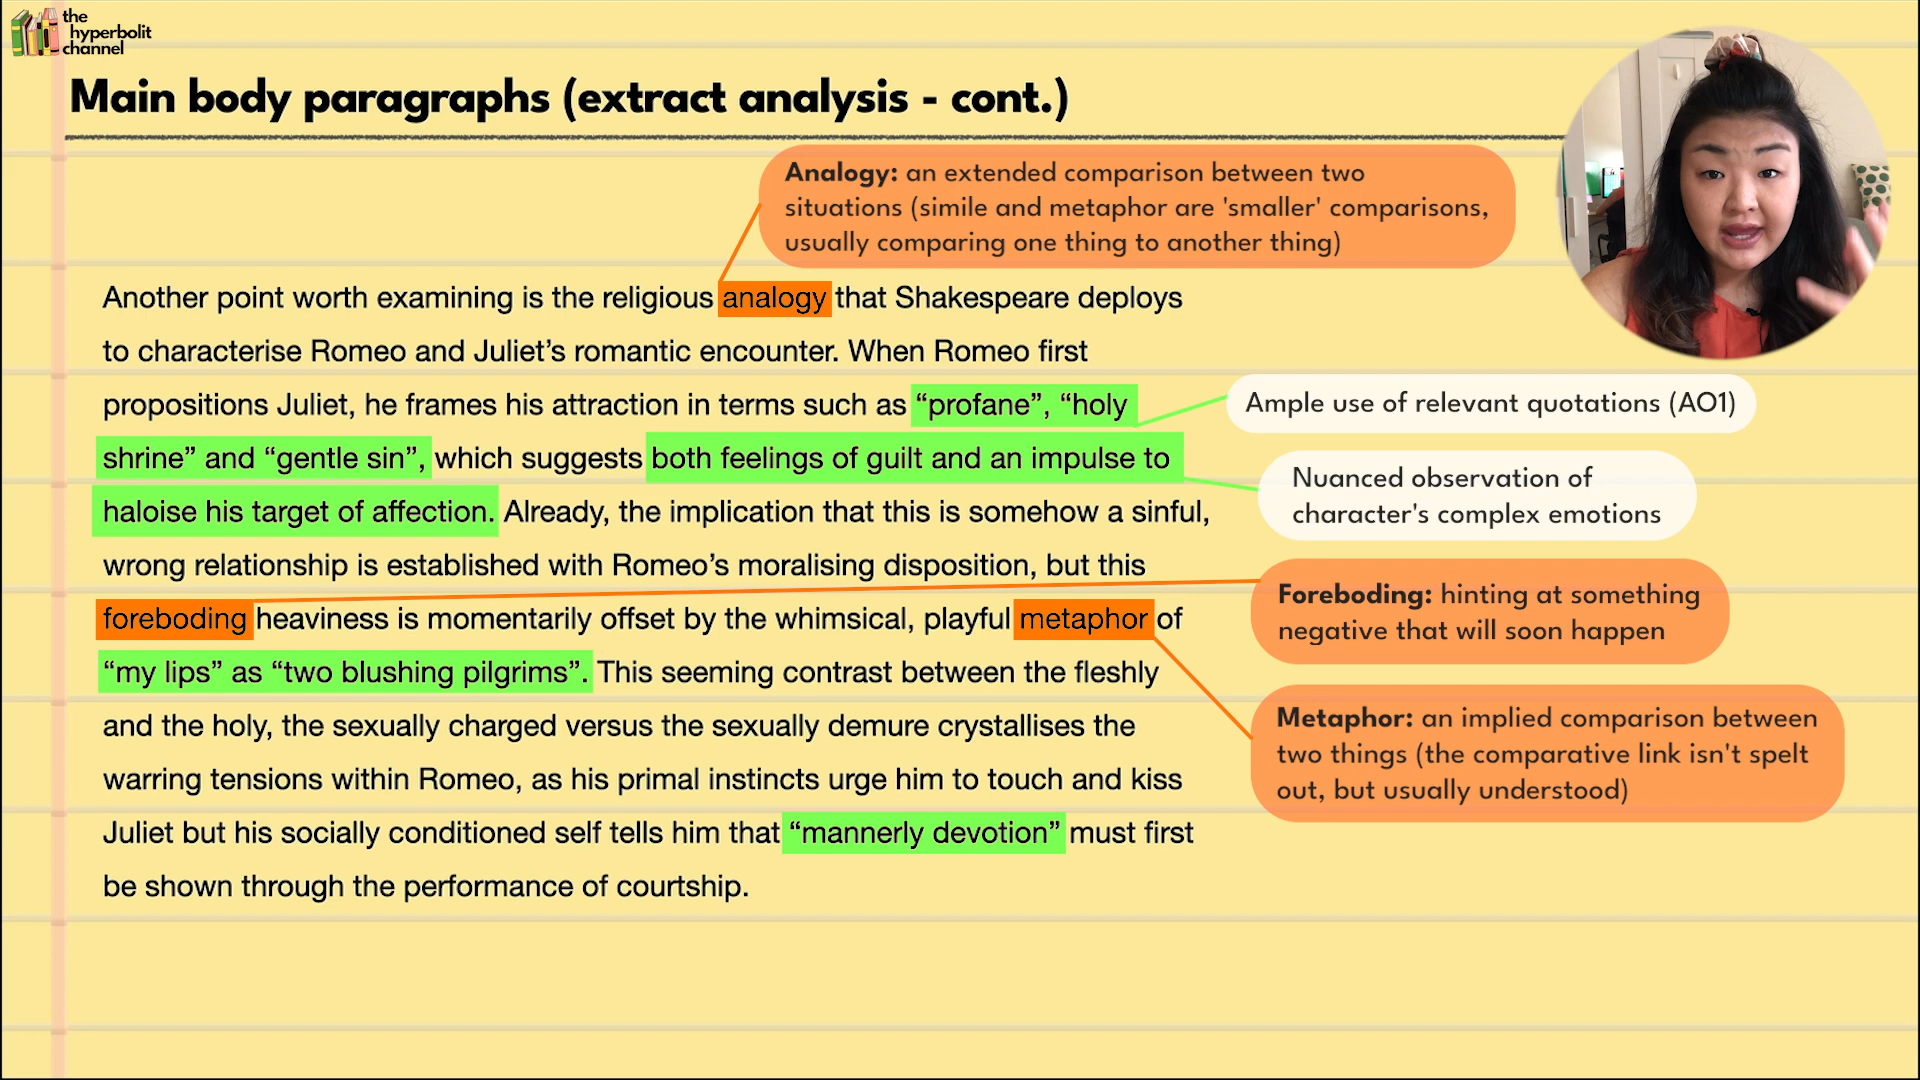 the
hyperbolit
channel
Main body paragraphs (extract analysis - cont.)
Analogy: an extended comparison between two
situations (simile and metaphor are 'smaller' comparisons,
usually comparing one thing to another thing)
Another point worth examining is the religious analogy that Shakespeare deploys
to characterise Romeo and Juliet’s romantic encounter. When Romeo first
propositions Juliet, he frames his attraction in terms such as “profane”, “holy
shrine” and “gentle sin”, which suggests both feelings of guilt and an impulse to
haloise his target of affection. Already, the implication that this is somehow a sinful,
wrong relationship is established with Romeo’s moralising disposition, but this
foreboding heaviness is momentarily offset by the whimsical, playful metaphor of
“my lips” as “two blushing pilgrims”. This seeming contrast between the fleshly
and the holy, the sexually charged versus the sexually demure crystallises the
warring tensions within Romeo, as his primal instincts urge him to touch and kiss
Juliet but his socially conditioned self tells him that “mannerly devotion” must first
be shown through the performance of courtship.
Ample use of relevant quotations (AO1)
Nuanced observation of
character's complex emotions
Foreboding: hinting at something
negative that will soon happen
Metaphor: an implied comparison between
two things (the comparative link isn't spelt
out, but usually understood)